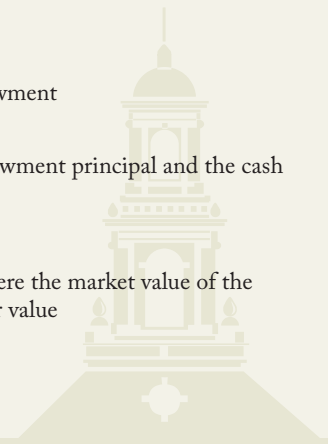 wment
wment principal and the cash
ere the market value of the
r value